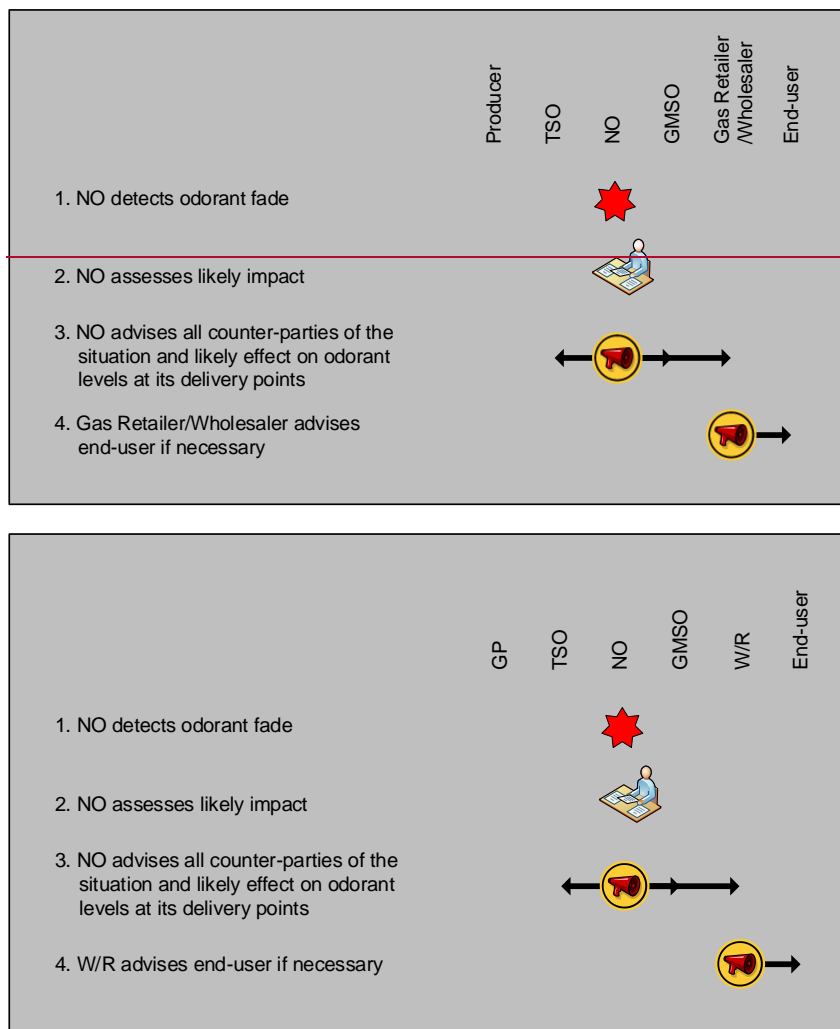 Producer
TSO
NO
GMSO
Gas Retailer
/Wholesaler
End-user
1. NO detects odorant fade
2. NO assesses likely impact
3. NO advises all counter-parties of the
situation and likely effect on odorant
levels at its delivery points
4. Gas Retailer/Wholesaler advises
end-user if necessary
GP
TSO
NO
GMSO
W/R
End-user
1. NO detects odorant fade
2. NO assesses likely impact
3. NO advises all counter-parties of the
situation and likely effect on odorant
levels at its delivery points
4. W/R advises end-user if necessary